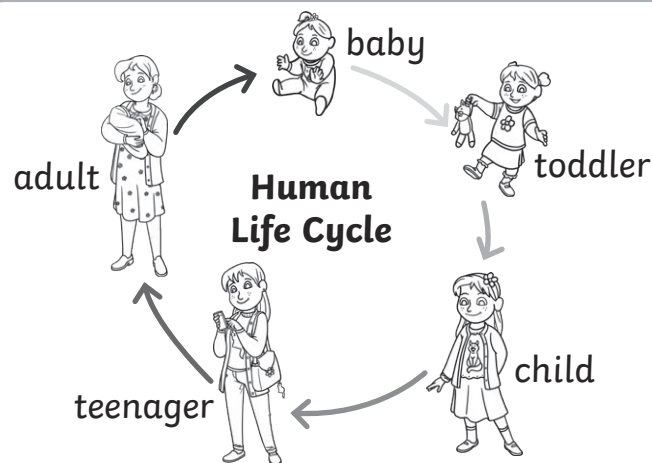 baby
toddler
adult
Human
Life Cycle
child
teenager